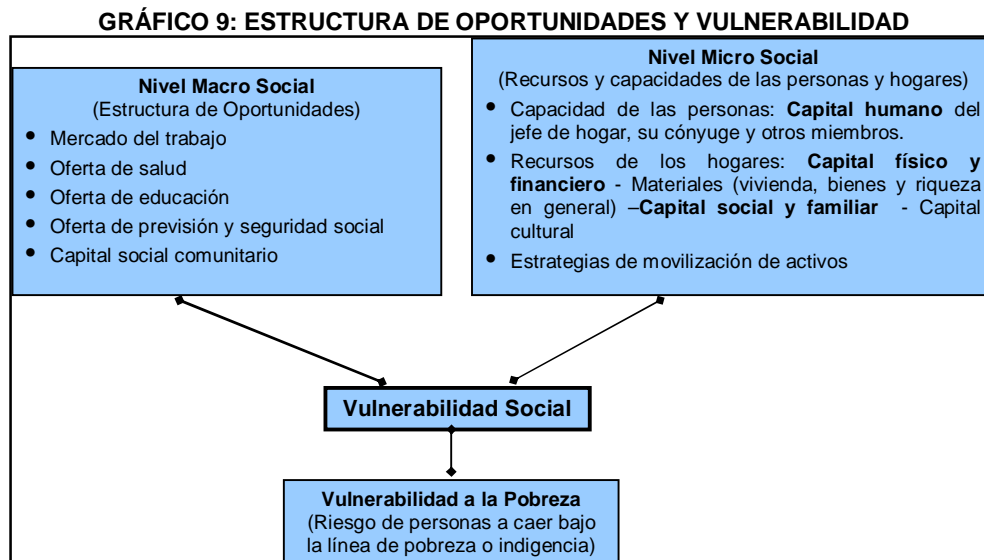 GRÁFICO 9: ESTRUCTURA DE OPORTUNIDADES Y VULNERABILIDAD
Nivel Macro Social
(Estructura de Oportunidades)
• Mercado del trabajo
• Oferta de salud
• Oferta de educación
• Oferta de previsión y seguridad social
• Capital social comunitario
Nivel Micro Social
(Recursos y capacidades de las personas y hogares)
• Capacidad de las personas: Capital humano del
jefe de hogar, su cónyuge y otros miembros.
• Recursos de los hogares: Capital físico y
financiero - Materiales (vivienda, bienes y riqueza
en general) –Capital social y familiar - Capital
cultural
• Estrategias de movilización de activos
Vulnerabilidad Social
Vulnerabilidad a la Pobreza
(Riesgo de personas a caer bajo
la línea de pobreza o indigencia)